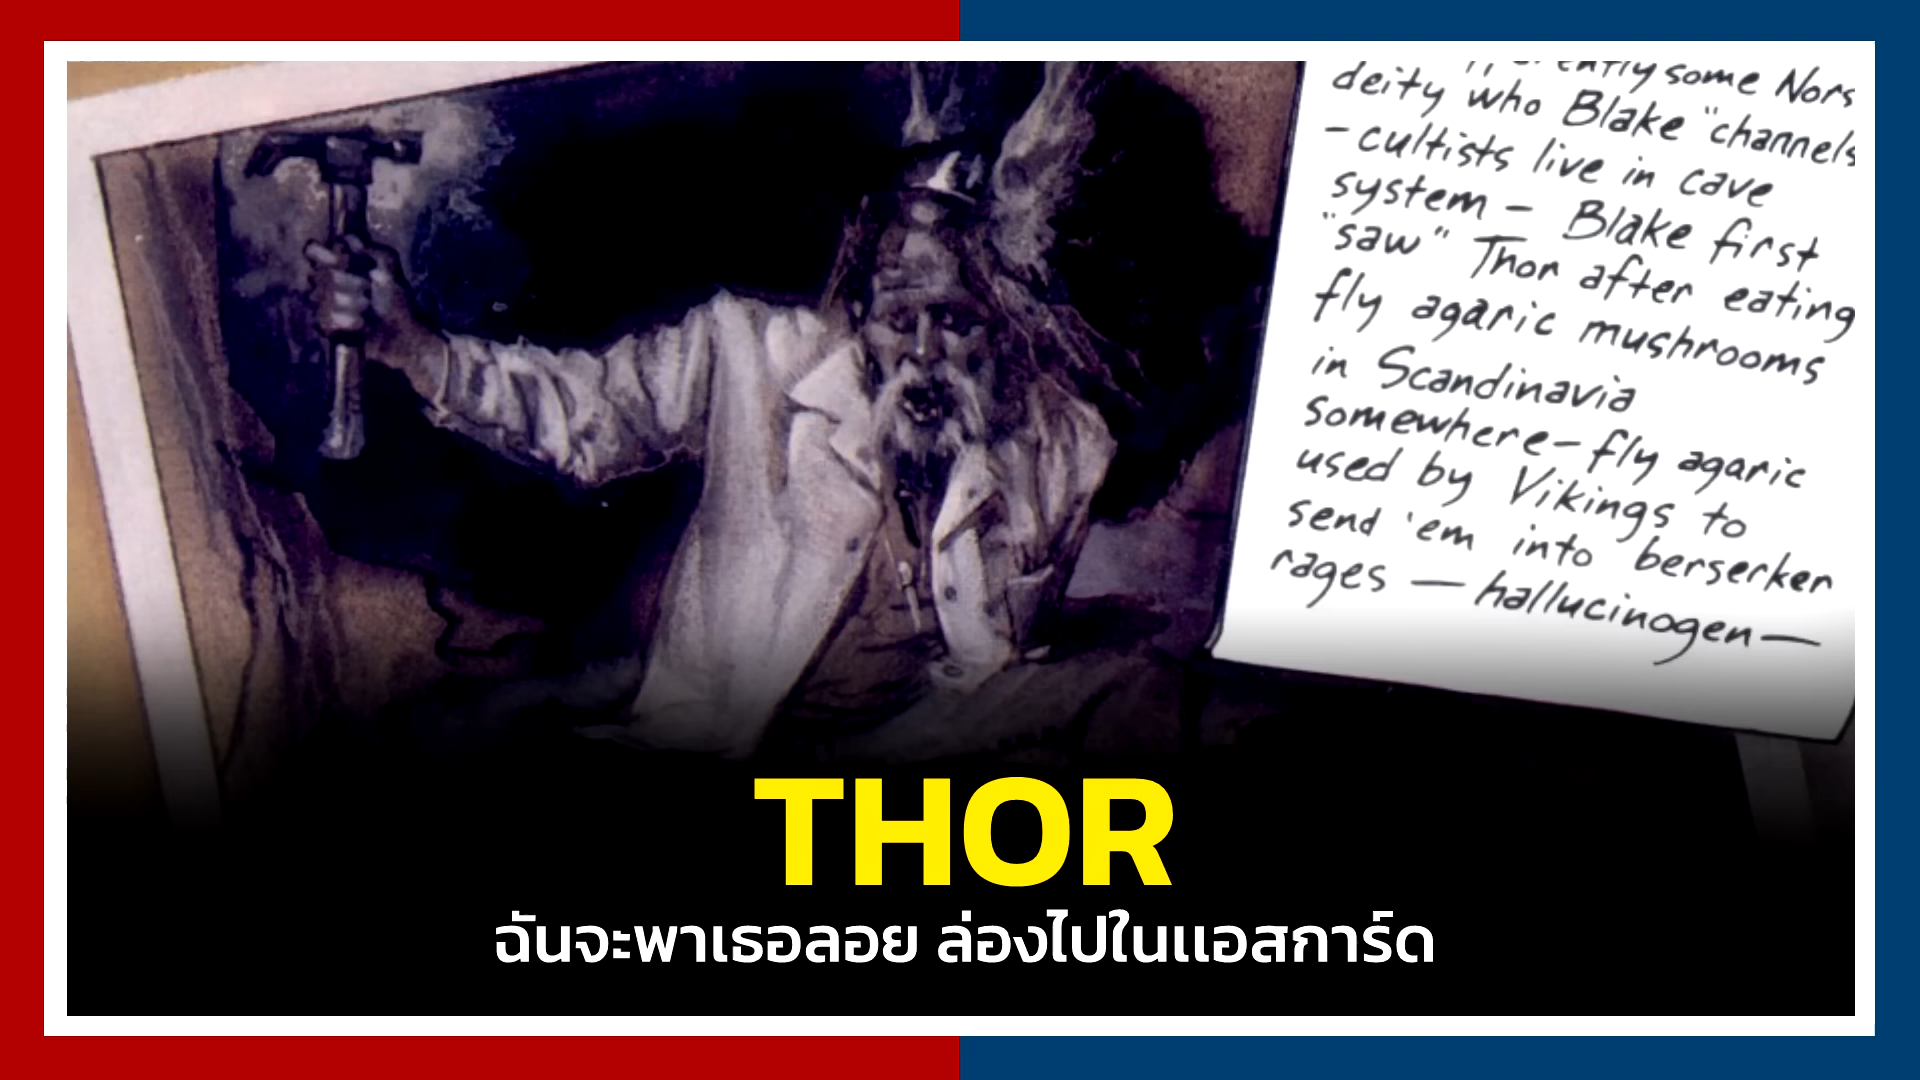 some Nors
deity who Blake "channels
-cultists live in cave
system - Blake first
"saw" Thor after eating
fly agaric mushrooms
in Scandinavia
somewhere-fly agaric
used by Vikings to
send 'em into berserker
rages — hallucinogen—
THOR
ฉันจะพาเธอลอย ล่องไปในแอสการ์ด